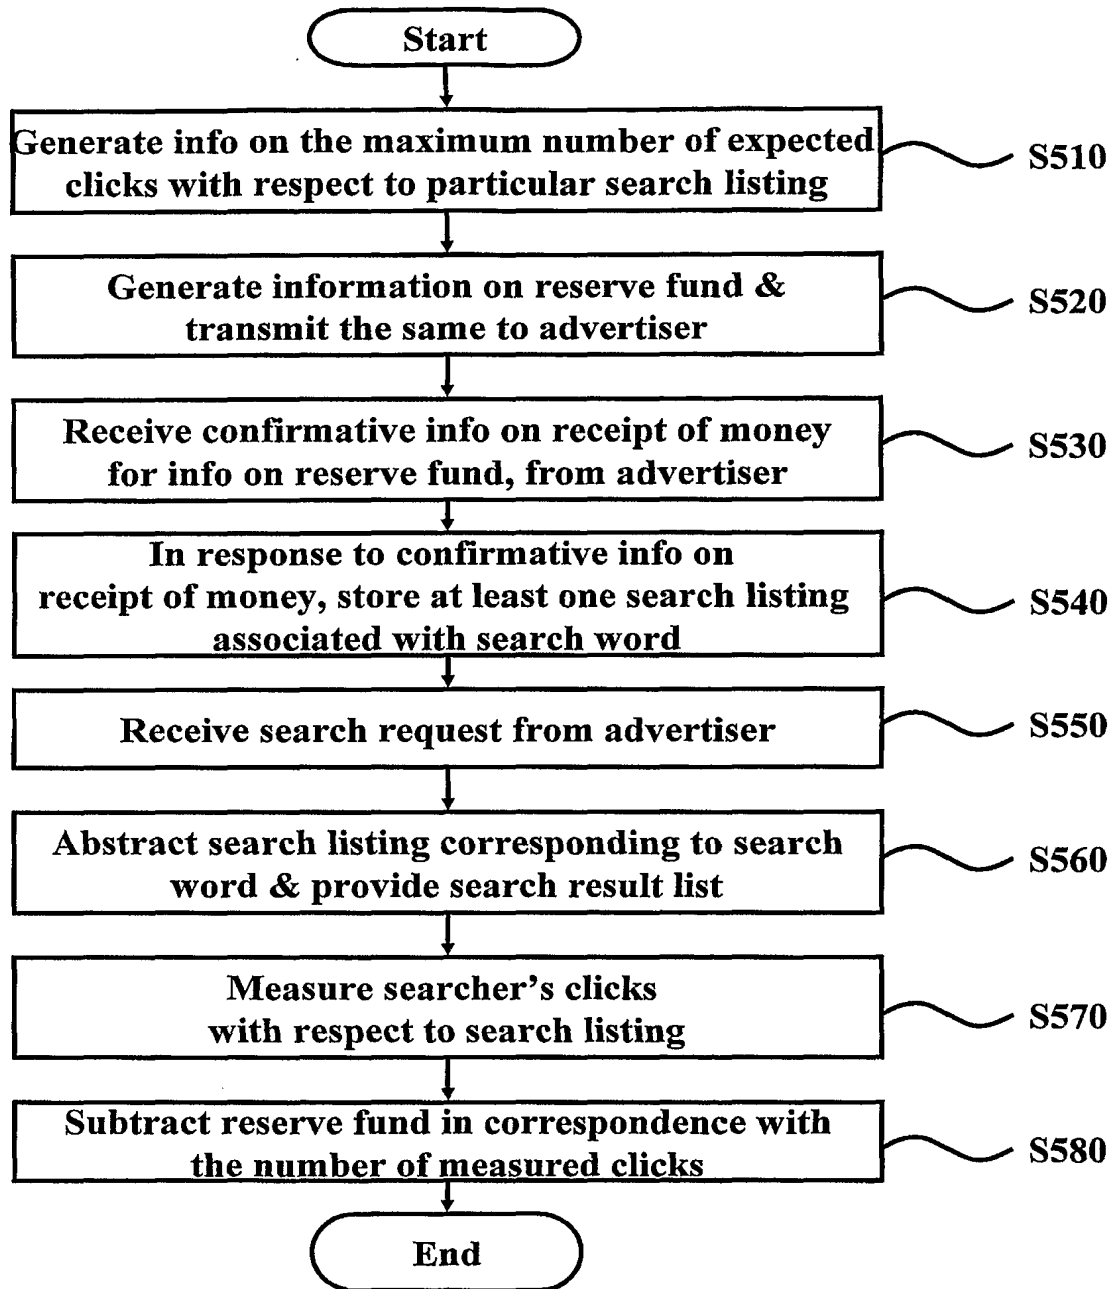 Start
Generate info on the maximum number of expected
clicks with respect to particular search listing
S510
Generate information on reserve fund &
transmit the same to advertiser
S520
Receive confirmative info on receipt of money
for info on reserve fund, from advertiser
S530
In response to confirmative info on
receipt of money, store at least one search listing
associated with search word
S540
Receive search request from advertiser
S550
Abstract search listing corresponding to search
word & provide search result list
S560
Measure searcher's clicks
with respect to search listing
S570
Subtract reserve fund in correspondence with
the number of measured clicks
S580
End